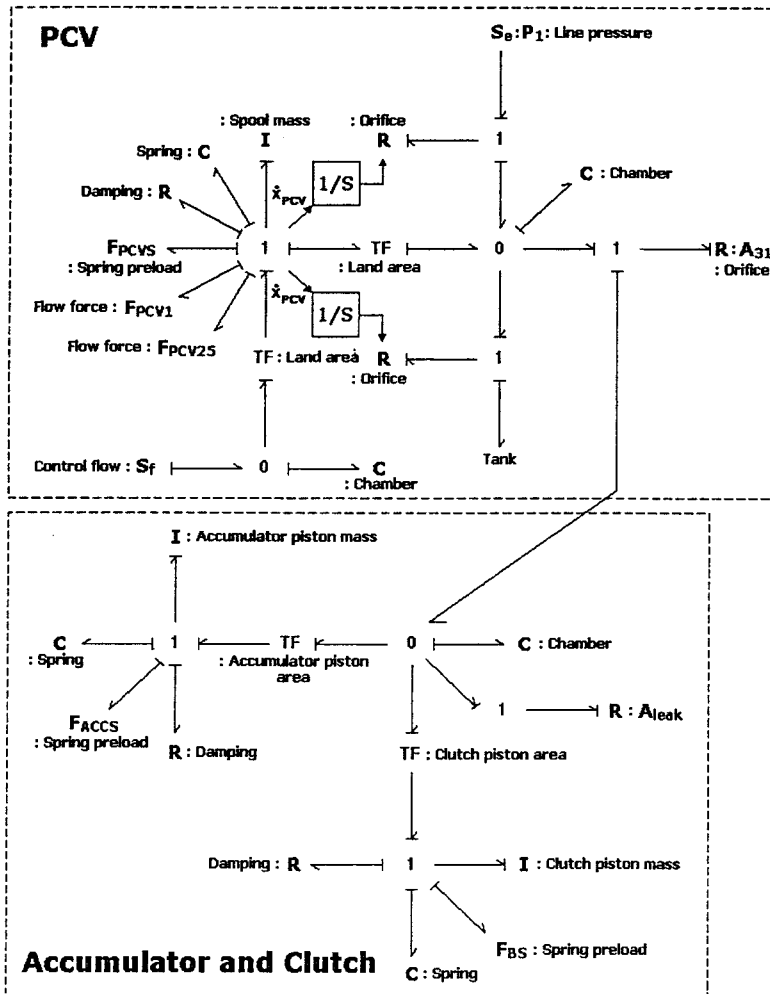 PCV
Se:P1: Line pressure
: Spool mass
: Orifice
I
R
1
Spring : C
C : Chamber
1/S
ẋPCV
Damping : R
FPCVS
1
TF
0
1
R:A31
: Spring preload
: Land area
: Orifice
ẋPCV
Flow force : FPCV1
1/S
Flow force : FPCV25
TF : Land area
R
1
: Orifice
Control flow : Sf
0
C
Tank
: Chamber
I : Accumulator piston mass
C
1
TF
0
C : Chamber
: Spring
: Accumulator piston
area
FACCS
1
R : Aleak
: Spring preload
R : Damping
TF : Clutch piston area
Damping : R
1
I : Clutch piston mass
FBS : Spring preload
C : Spring
Accumulator and Clutch